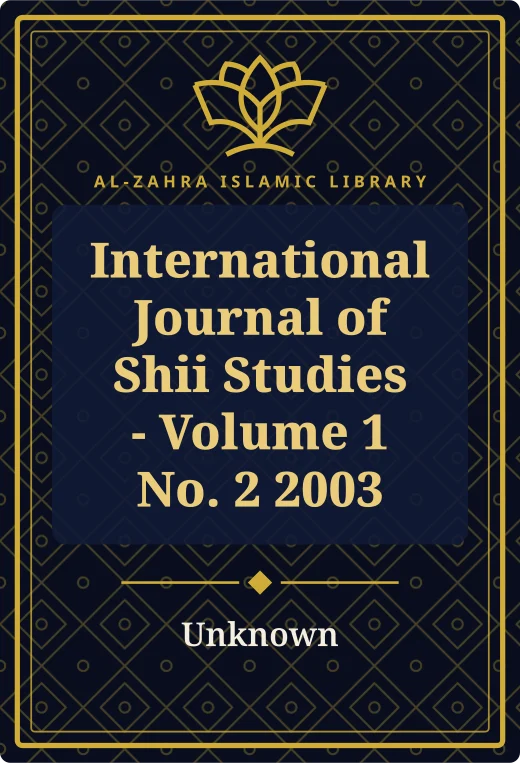 AL-ZAHRA ISLAMIC LIBRARY
International
Journal of
Shii Studies
- Volume 1
No. 2 2003
Unknown